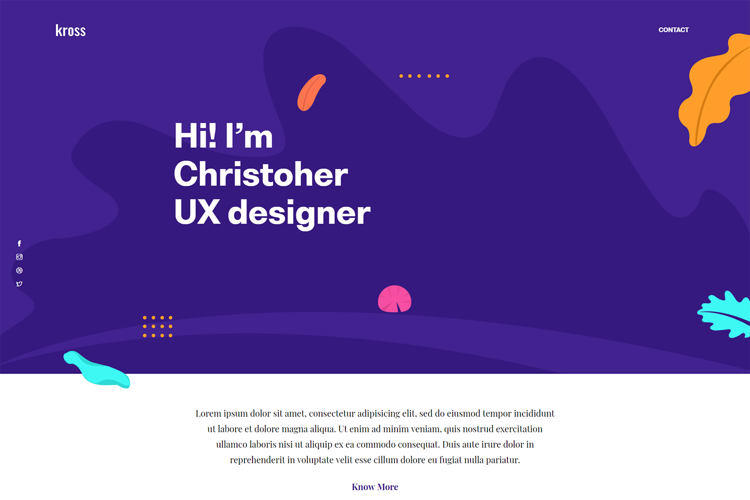 kross
CONTACT
Hi! I’m
Christoher
UX designer
Lorem ipsum dolor sit amet, consectetur adipisicing elit, sed do eiusmod tempor incididunt
ut labore et dolore magna aliqua. Ut enim ad minim veniam, quis nostrud exercitation
ullamco laboris nisi ut aliquip ex ea commodo consequat. Duis aute irure dolor in
reprehenderit in voluptate velit esse cillum dolore eu fugiat nulla pariatur.
Know More